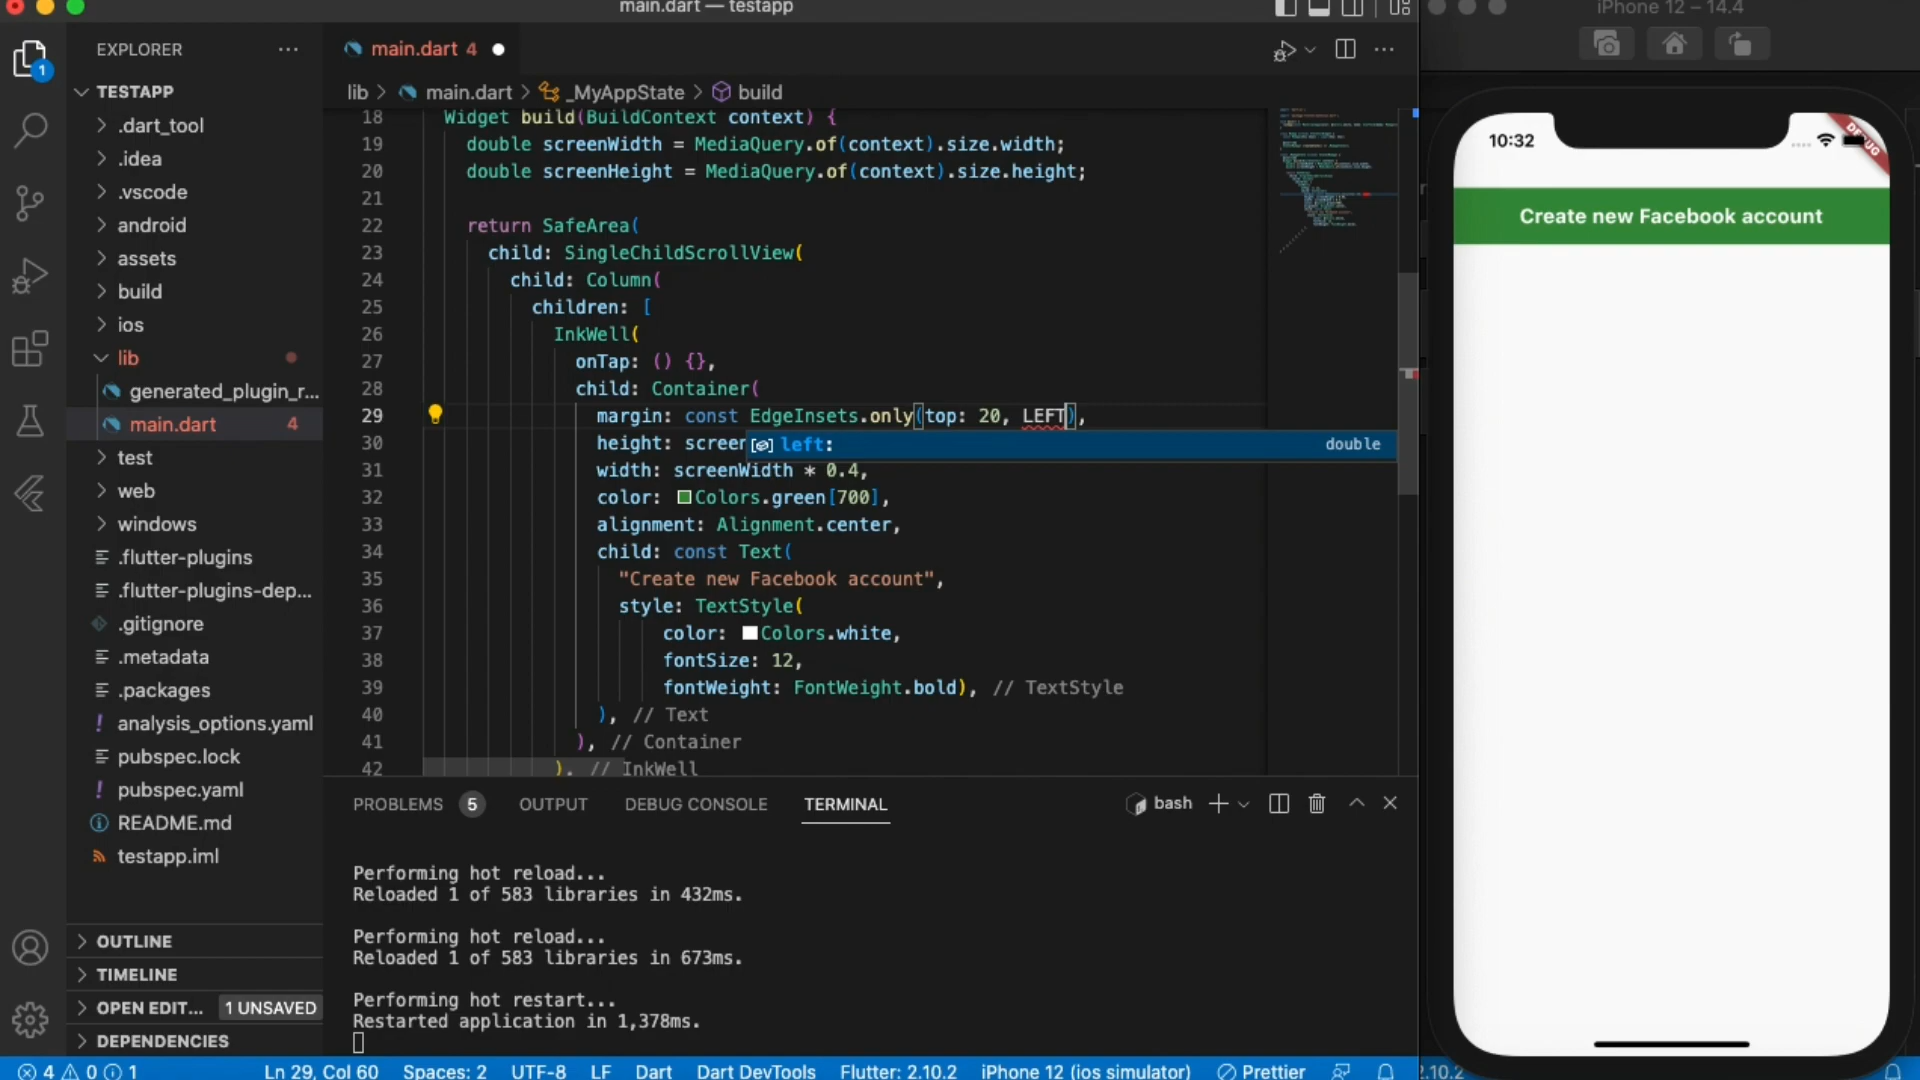 main.dart — testapp
iPhone 12 – 14.4
EXPLORER
TESTAPP
.dart_tool
.idea
.vscode
android
assets
build
ios
lib
generated_plugin_r...
main.dart 4
test
web
windows
.flutter-plugins
.flutter-plugins-dep...
.gitignore
.metadata
.packages
analysis_options.yaml
pubspec.lock
pubspec.yaml
README.md
testapp.iml
OUTLINE
TIMELINE
OPEN EDIT... 1 UNSAVED
DEPENDENCIES
1
main.dart 4
lib > main.dart > _MyAppState > build
18 Widget build(BuildContext context) {
19 double screenWidth = MediaQuery.of(context).size.width;
20 double screenHeight = MediaQuery.of(context).size.height;
21
22 return SafeArea(
23 child: SingleChildScrollView(
24 child: Column(
25 children: [
26 InkWell(
27 onTap: () {},
28 child: Container(
29 margin: const EdgeInsets.only(top: 20, LEFT),
30 height: screen
left: double
31 width: screenWidth * 0.4,
32 color: Colors.green[700],
33 alignment: Alignment.center,
34 child: const Text(
35 "Create new Facebook account",
36 style: TextStyle(
37 color: Colors.white,
38 fontSize: 12,
39 fontWeight: FontWeight.bold), // TextStyle
40 ), // Text
41 ), // Container
42 ), // InkWell
PROBLEMS 5 OUTPUT DEBUG CONSOLE TERMINAL
bash
Performing hot reload...
Reloaded 1 of 583 libraries in 432ms.
Performing hot reload...
Reloaded 1 of 583 libraries in 673ms.
Performing hot restart...
Restarted application in 1,378ms.
4 0 1
Ln 29, Col 60 Spaces: 2 UTF-8 LF Dart Dart DevTools Flutter: 2.10.2 iPhone 12 (ios simulator) Prettier
2.10.2
10:32
DEBUG
Create new Facebook account